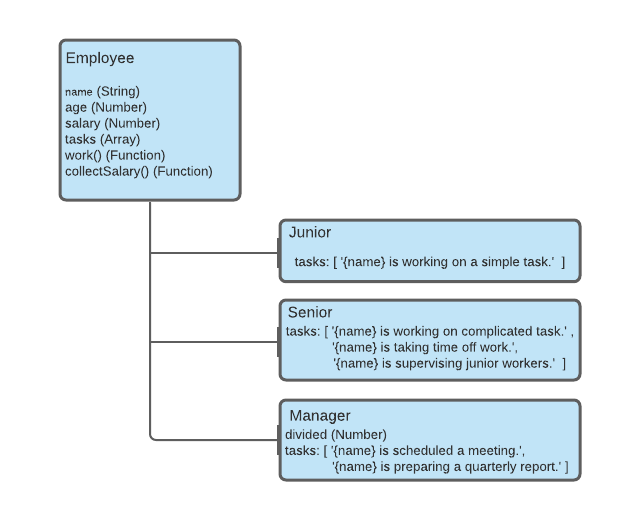 Employee
name (String)
age (Number)
salary (Number)
tasks (Array)
work() (Function)
collectSalary() (Function)
Junior
tasks: [ '{name} is working on a simple task.' ]
Senior
tasks: [ '{name} is working on complicated task.' ,
'{name} is taking time off work.',
'{name} is supervising junior workers.' ]
Manager
divided (Number)
tasks: [ '{name} is scheduled a meeting.',
'{name} is preparing a quarterly report.' ]